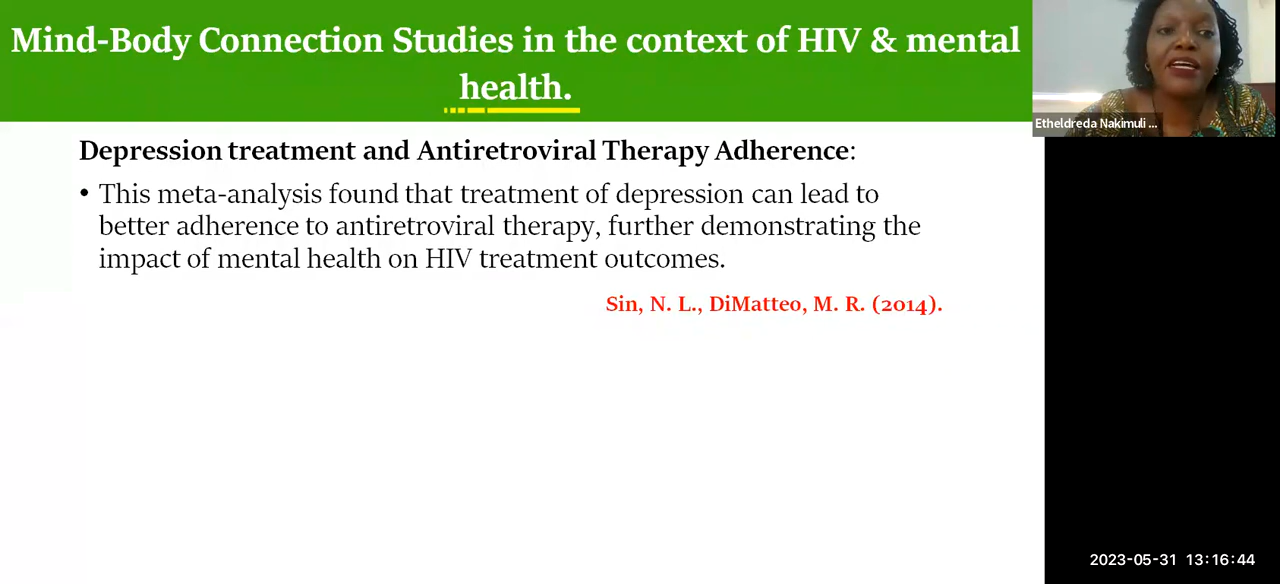 Mind-Body Connection Studies in the context of HIV & mental
health.
Etheldreda Nakimuli ...
Depression treatment and Antiretroviral Therapy Adherence:
• This meta-analysis found that treatment of depression can lead to
better adherence to antiretroviral therapy, further demonstrating the
impact of mental health on HIV treatment outcomes.
Sin, N. L., DiMatteo, M. R. (2014).
2023-05-31 13:16:44